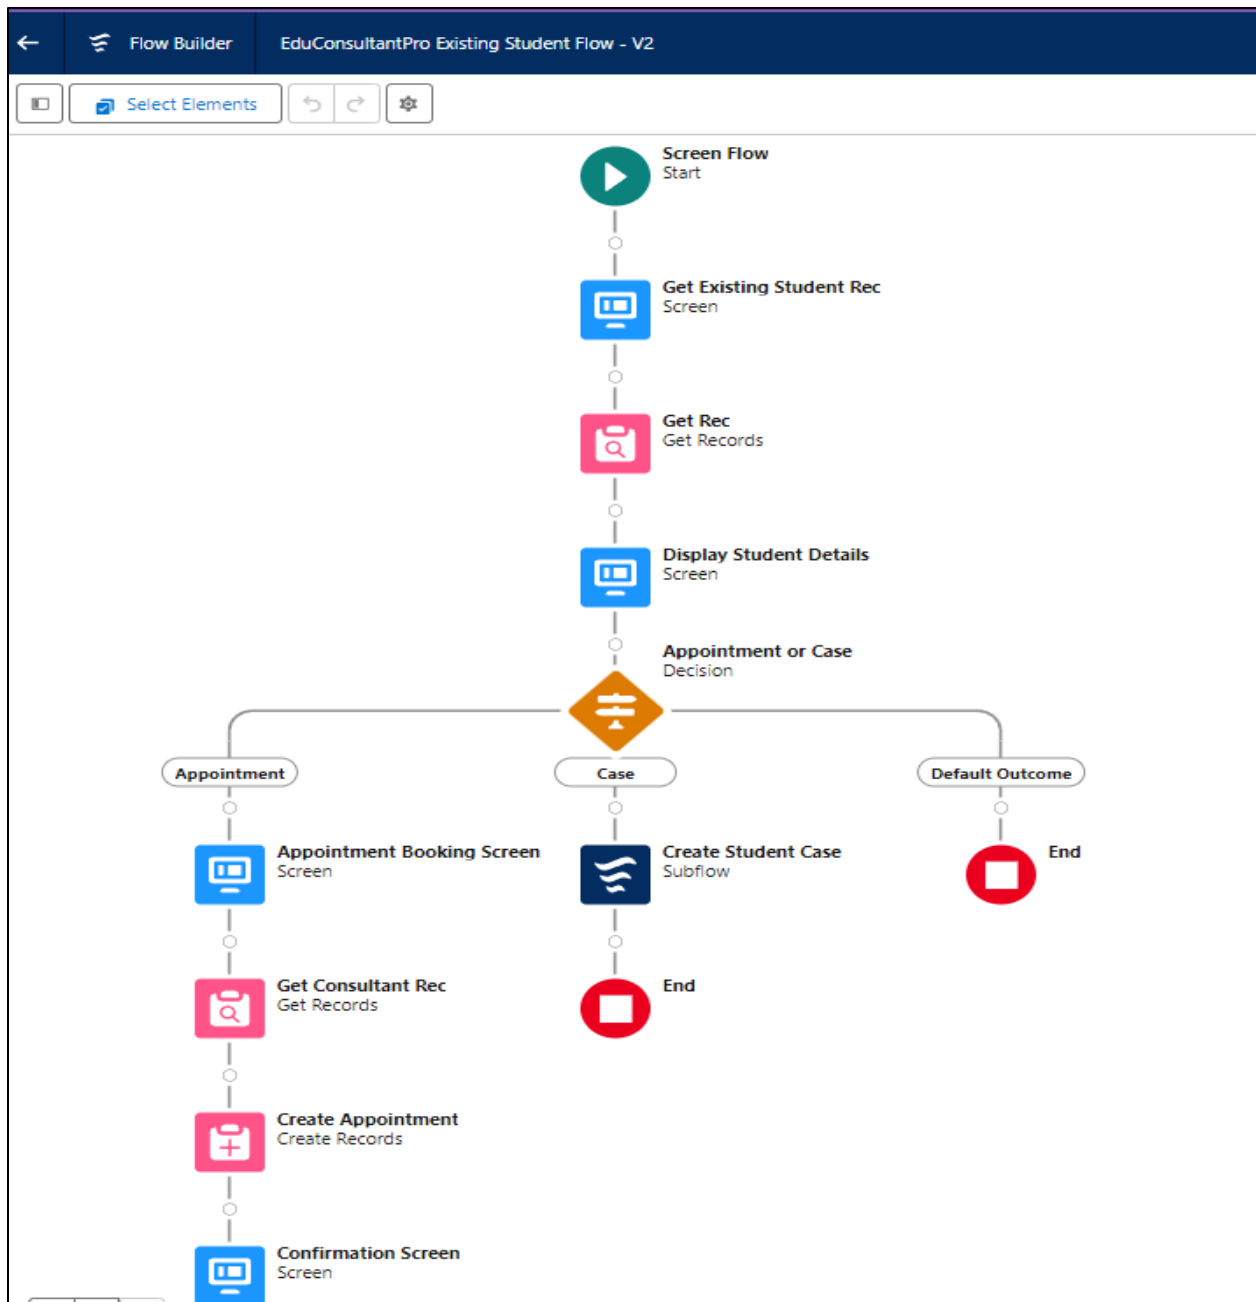 Flow Builder
EduConsultantPro Existing Student Flow - V2
Select Elements
Screen Flow
Start
Get Existing Student Rec
Screen
Get Rec
Get Records
Display Student Details
Screen
Appointment or Case
Decision
Appointment
Case
Default Outcome
Appointment Booking Screen
Screen
Create Student Case
Subflow
End
Get Consultant Rec
Get Records
End
Create Appointment
Create Records
Confirmation Screen
Screen